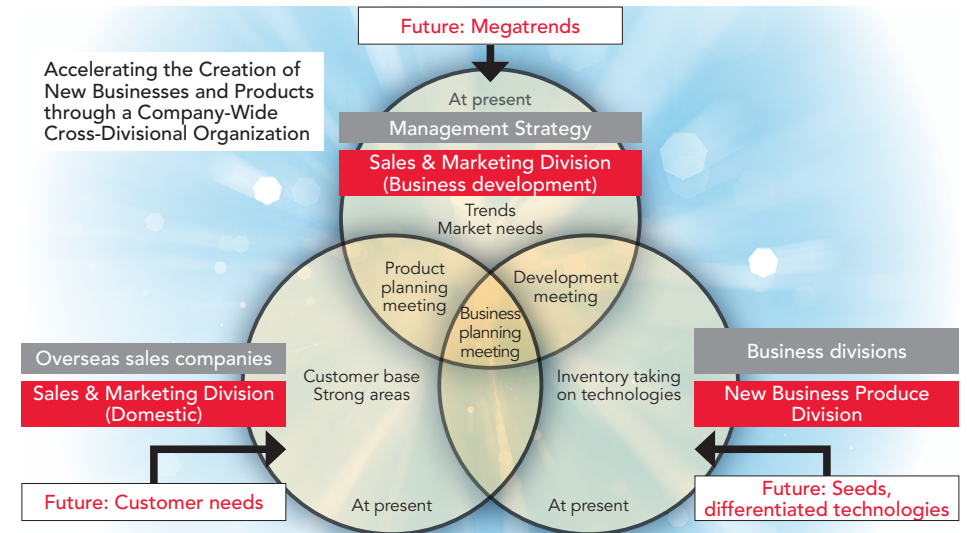 Future: Megatrends
Accelerating the Creation of
New Businesses and Products
through a Company-Wide
Cross-Divisional Organization
At present
Management Strategy
Sales & Marketing Division
(Business development)
Trends
Market needs
Product
planning
meeting
Development
meeting
Business
planning
meeting
Overseas sales companies
Sales & Marketing Division
(Domestic)
Customer base
Strong areas
Inventory taking
on technologies
Business divisions
New Business Produce
Division
Future: Customer needs
At present
At present
Future: Seeds,
differentiated technologies